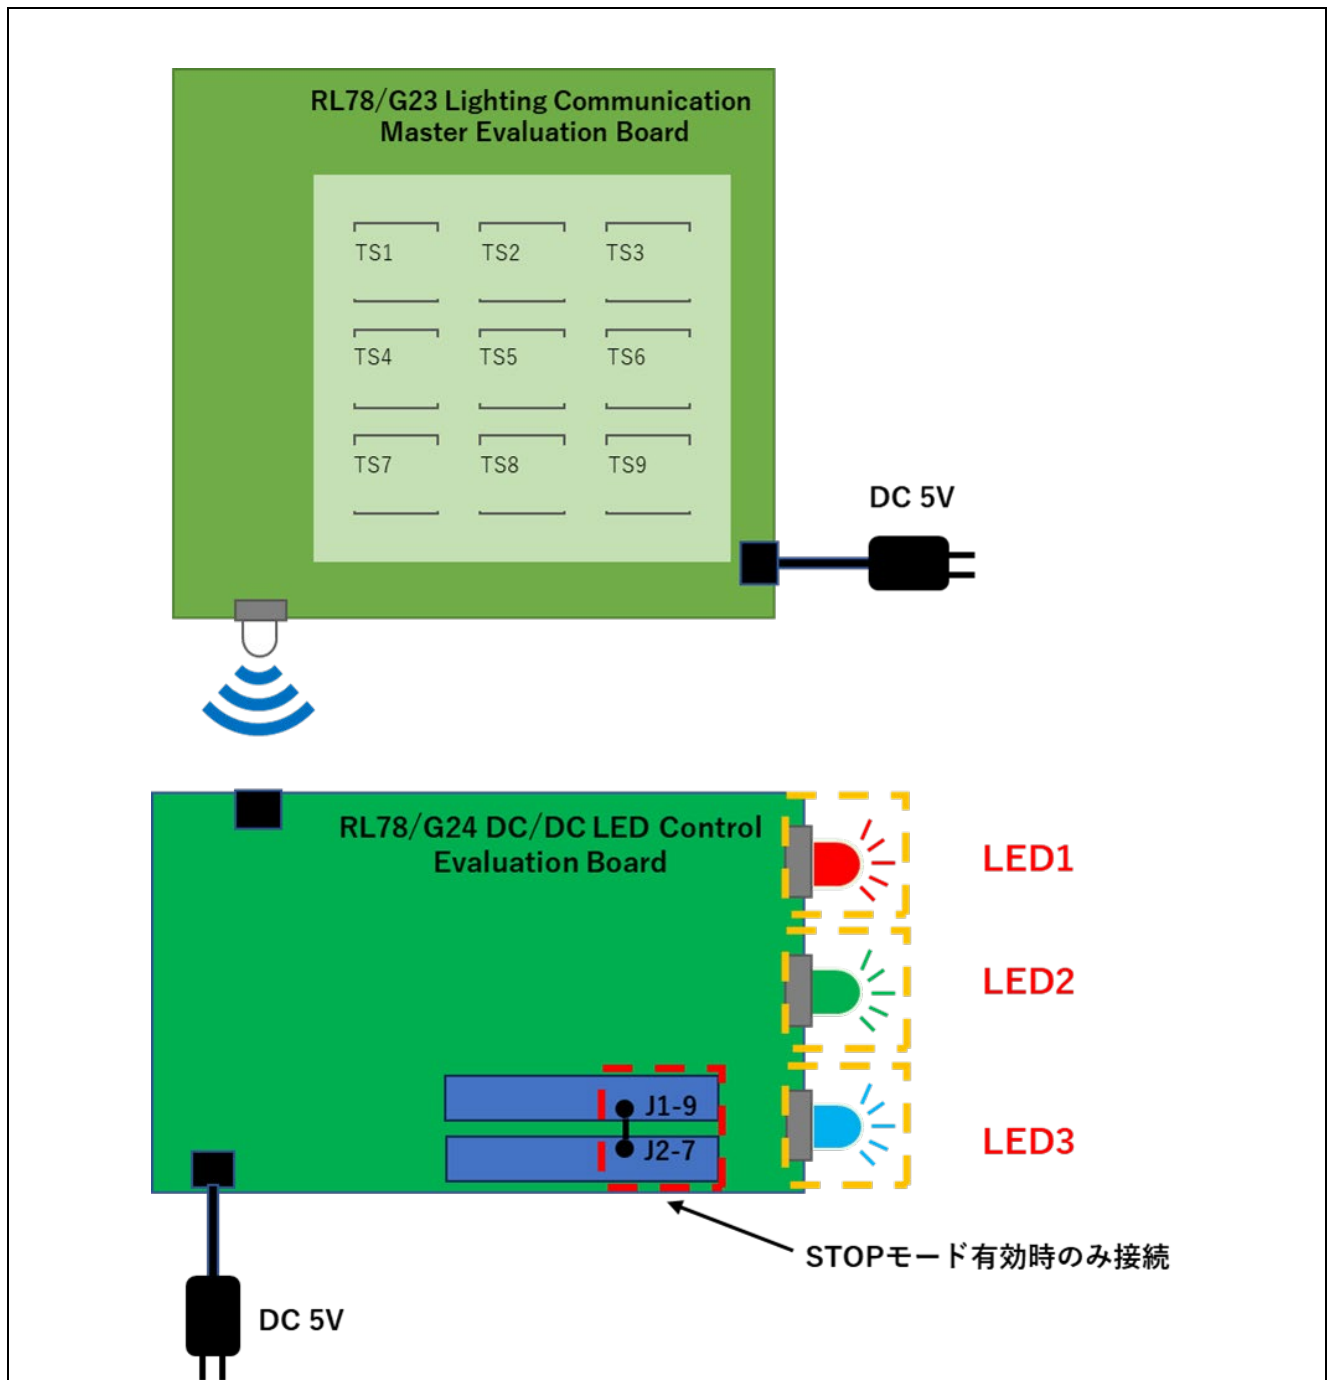 RL78/G23 Lighting Communication
Master Evaluation Board
TS1 TS2 TS3
TS4 TS5 TS6
TS7 TS8 TS9
DC 5V
RL78/G24 DC/DC LED Control
Evaluation Board
LED1
LED2
J1-9
J2-7
LED3
STOPモード有効時のみ接続
DC 5V